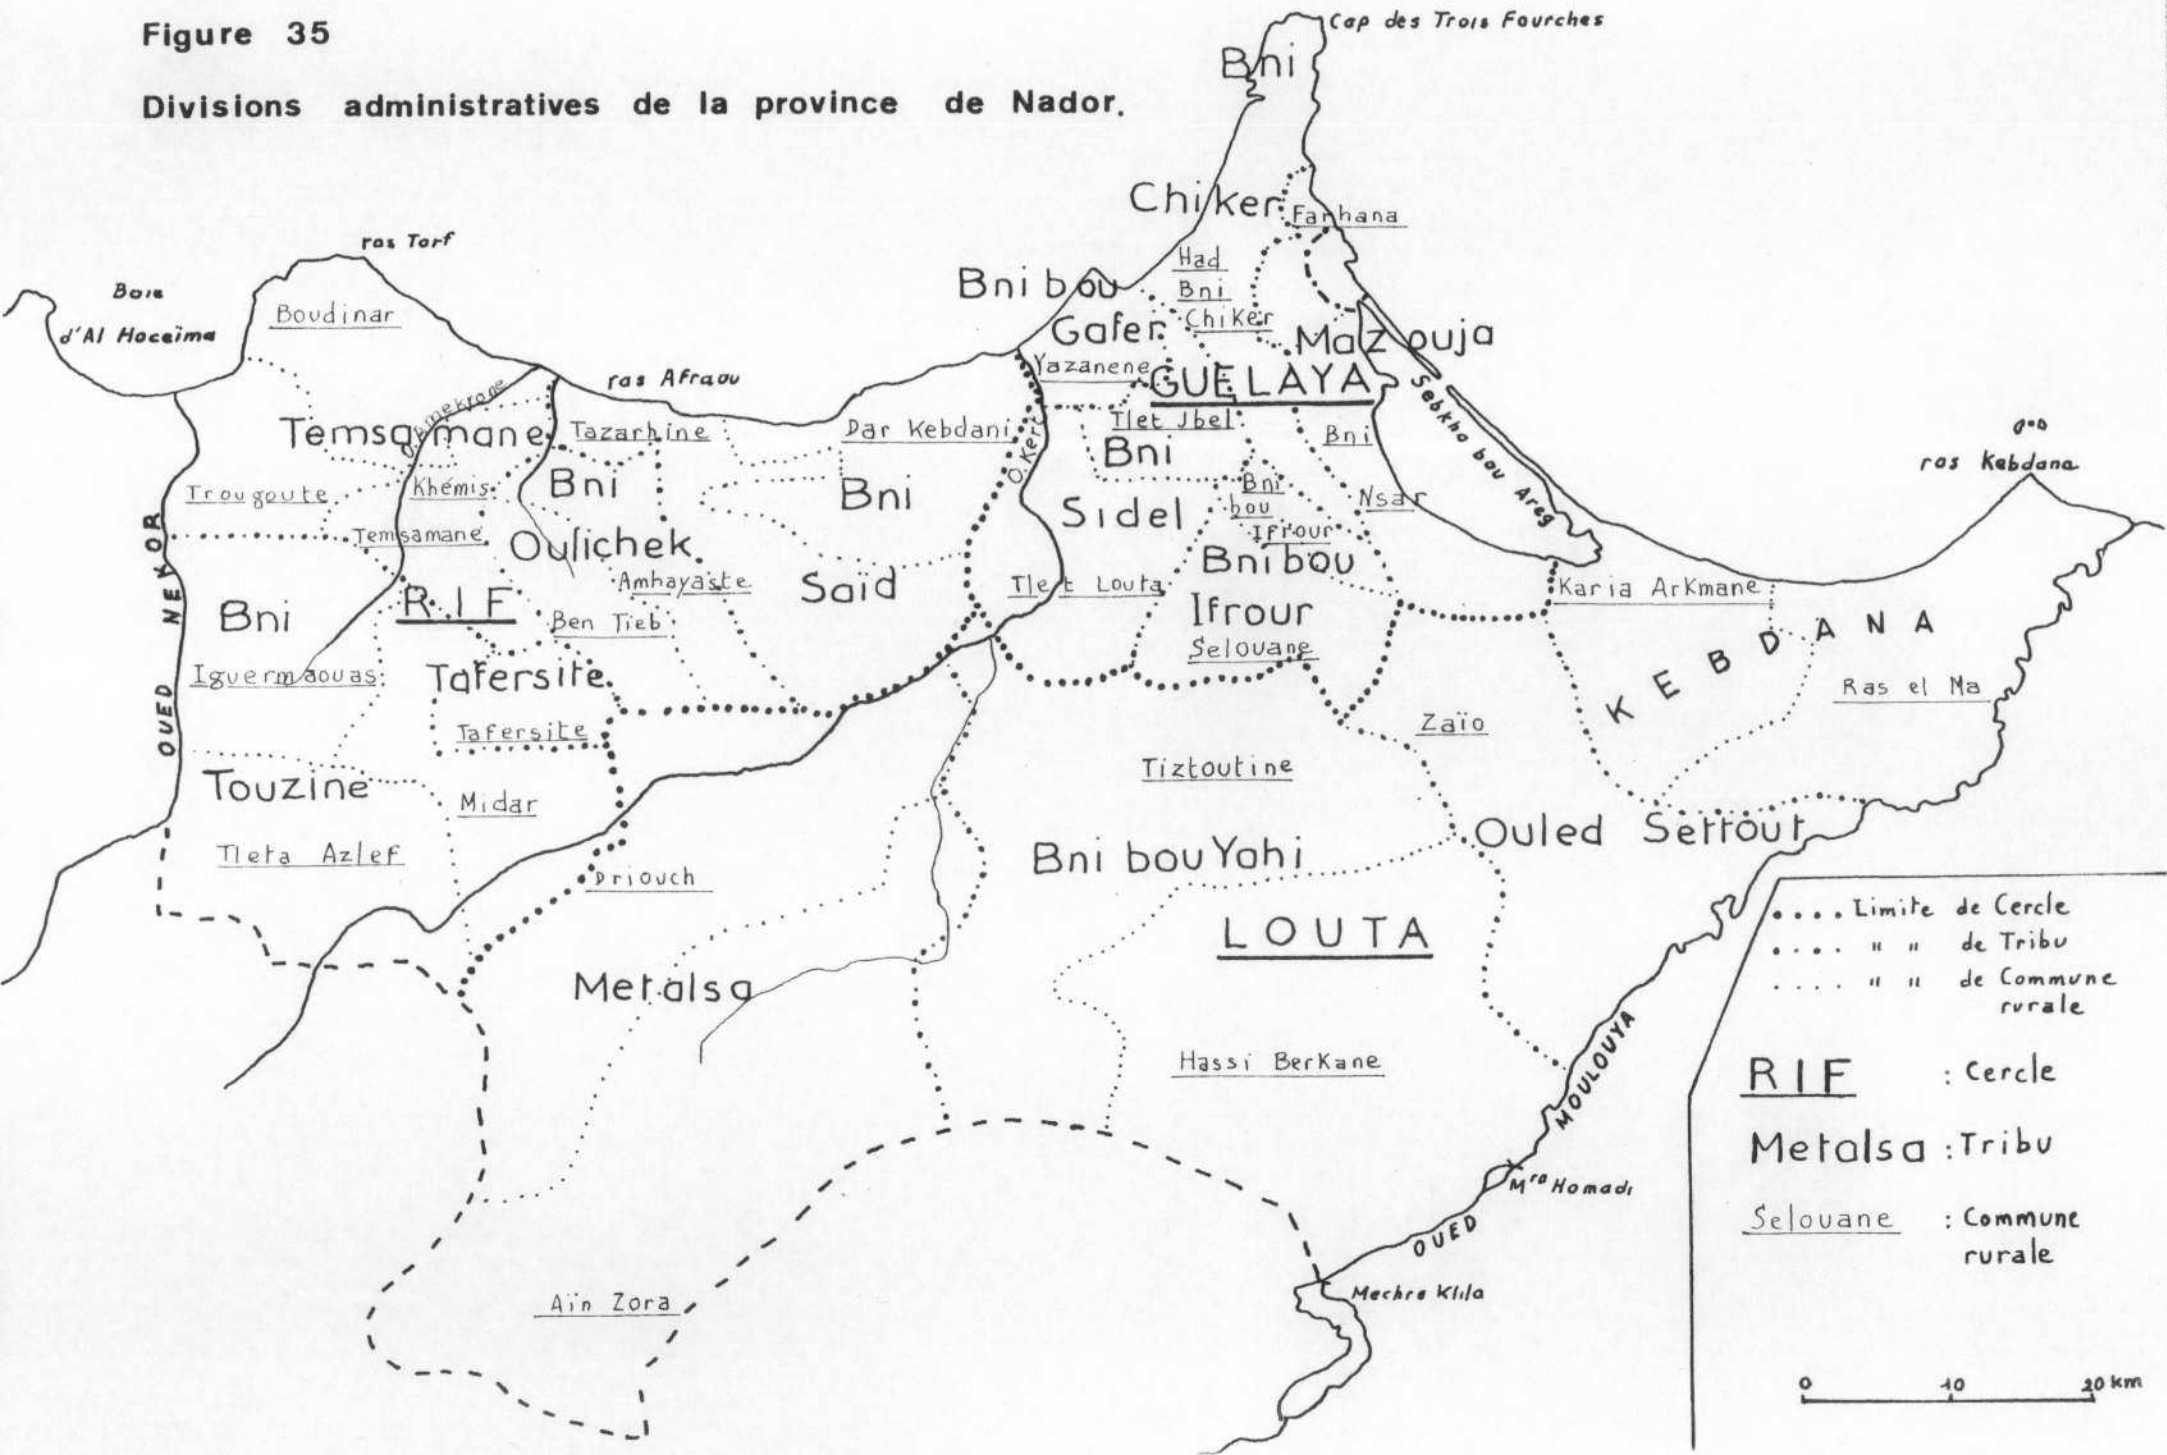 Figure 35
Divisions administratives de la province de Nador.
Cap des Trois Fourches
Bni
Chiker
Farhana
ras Tarf
Baie
d'Al Hoceïma
Boudinar
Had
Bni
Chiker
Bni bou
Gafer
Mazouja
Yazanene
GUELAYA
ras Afraou
O. Amekrane
Temsamane
Tazarhine
Dar Kebdani
O. Kert
Tlet Jbel
Bni
Nsar
Sebkha bou Areg
ras Kebdana
Trougoute
Khémis
Temsamane
Bni
Oulichek
Bni
Saïd
Bni
Sidel
Bni
bou
Ifrour
Bni bou
Ifrour
Selouane
OUED NEKOR
Bni
Iguermaouas
RIF
Amhayaste
Ben Tieb
Tlet Louta
Karia Arkmane
KEBDANA
Ras el Ma
Tafersite
Tafersite
Zaïo
Tiztoutine
Touzine
Midar
Tleta Azlef
Driouch
Bni bou Yahi
Ouled Settout
LOUTA
Metalsa
Hassi Berkane
OUED MOULOUYA
Mra Homadi
Mechra Klila
Aïn Zora
.... Limite de Cercle
.... " " de Tribu
.... " " de Commune
rurale
RIF : Cercle
Metalsa : Tribu
Selouane : Commune
rurale
0 10 20 km